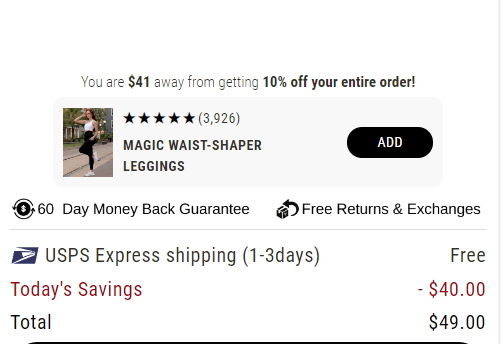 You are $41 away from getting 10% off your entire order!
★★★★★(3,926)
MAGIC WAIST-SHAPER
LEGGINGS
ADD
60 Day Money Back Guarantee
Free Returns & Exchanges
USPS Express shipping (1-3days) Free
Today's Savings - $40.00
Total $49.00